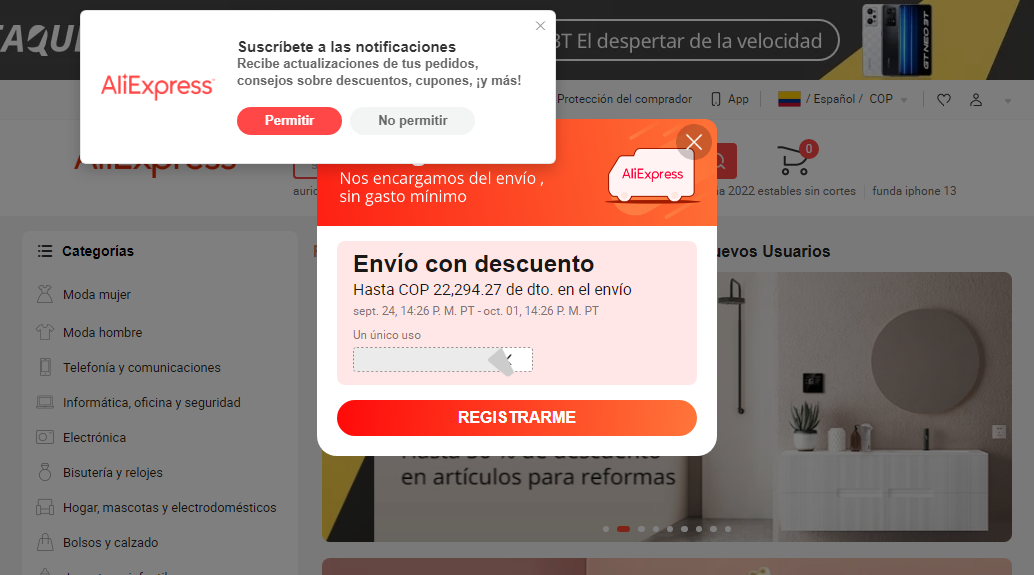 3T El despertar de la velocidad
GT NEO 3T
Suscríbete a las notificaciones
Recibe actualizaciones de tus pedidos,
consejos sobre descuentos, cupones, ¡y más!
AliExpress
Permitir
No permitir
Protección del comprador
App
/ Español / COP
0
AliExpress
Nos encargamos del envío ,
sin gasto mínimo
AliExpress
2022 estables sin cortes
funda iphone 13
Envío con descuento
Hasta COP 22,294.27 de dto. en el envío
sept. 24, 14:26 P. M. PT - oct. 01, 14:26 P. M. PT
Un único uso
REGISTRARME
Categorías
Moda mujer
Moda hombre
Telefonía y comunicaciones
Informática, oficina y seguridad
Electrónica
Bisutería y relojes
Hogar, mascotas y electrodomésticos
Bolsos y calzado
Usuarios
en artículos para reformas